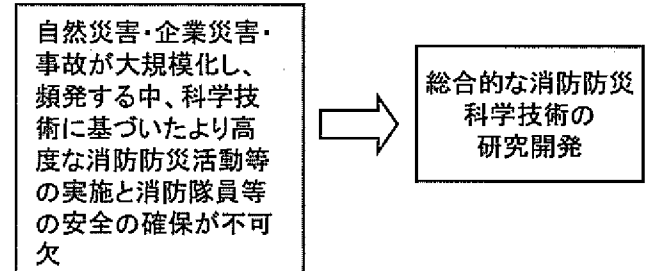 自然災害・企業災害・
事故が大規模化し、
頻発する中、科学技
術に基づいたより高
度な消防防災活動等
の実施と消防隊員等
の安全の確保が不可
欠
総合的な消防防災
科学技術の
研究開発